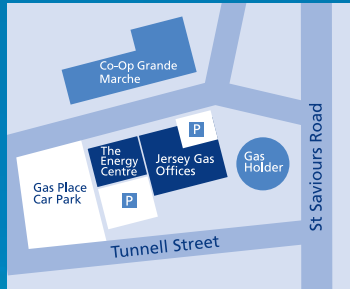 Co-Op Grande
Marche
P
The
Energy
Centre
Jersey Gas
Offices
Gas
Holder
Gas Place
Car Park
P
Tunnell Street
St Saviours Road